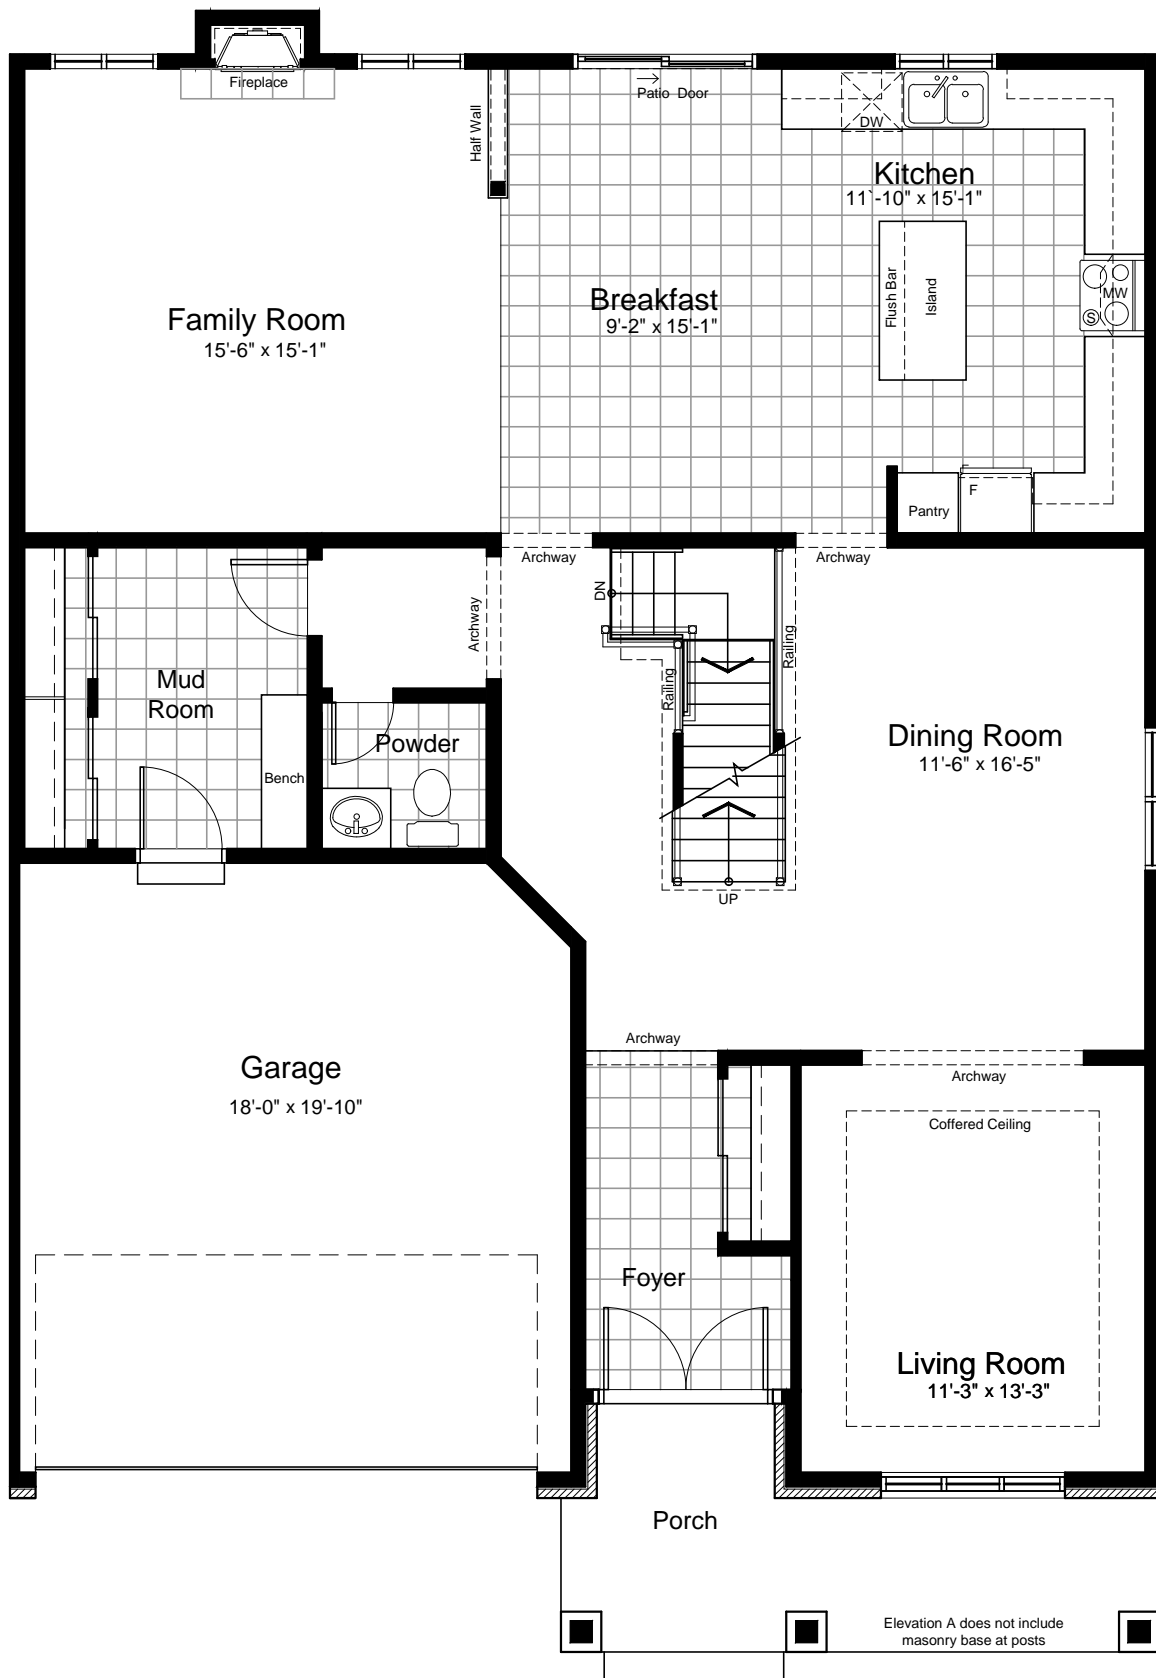 Fireplace
Half Wall
Patio Door
DW
Kitchen
11`-10" x 15'-1"
Flush Bar
Island
MW
S
Breakfast
9'-2" x 15'-1"
Family Room
15'-6" x 15'-1"
F
Pantry
Archway
Archway
Archway
DN
Railing
Railing
Mud
Room
Powder
Bench
Dining Room
11'-6" x 16'-5"
UP
Archway
Archway
Garage
18'-0" x 19'-10"
Coffered Ceiling
Foyer
Living Room
11'-3" x 13'-3"
Porch
Elevation A does not include
masonry base at posts